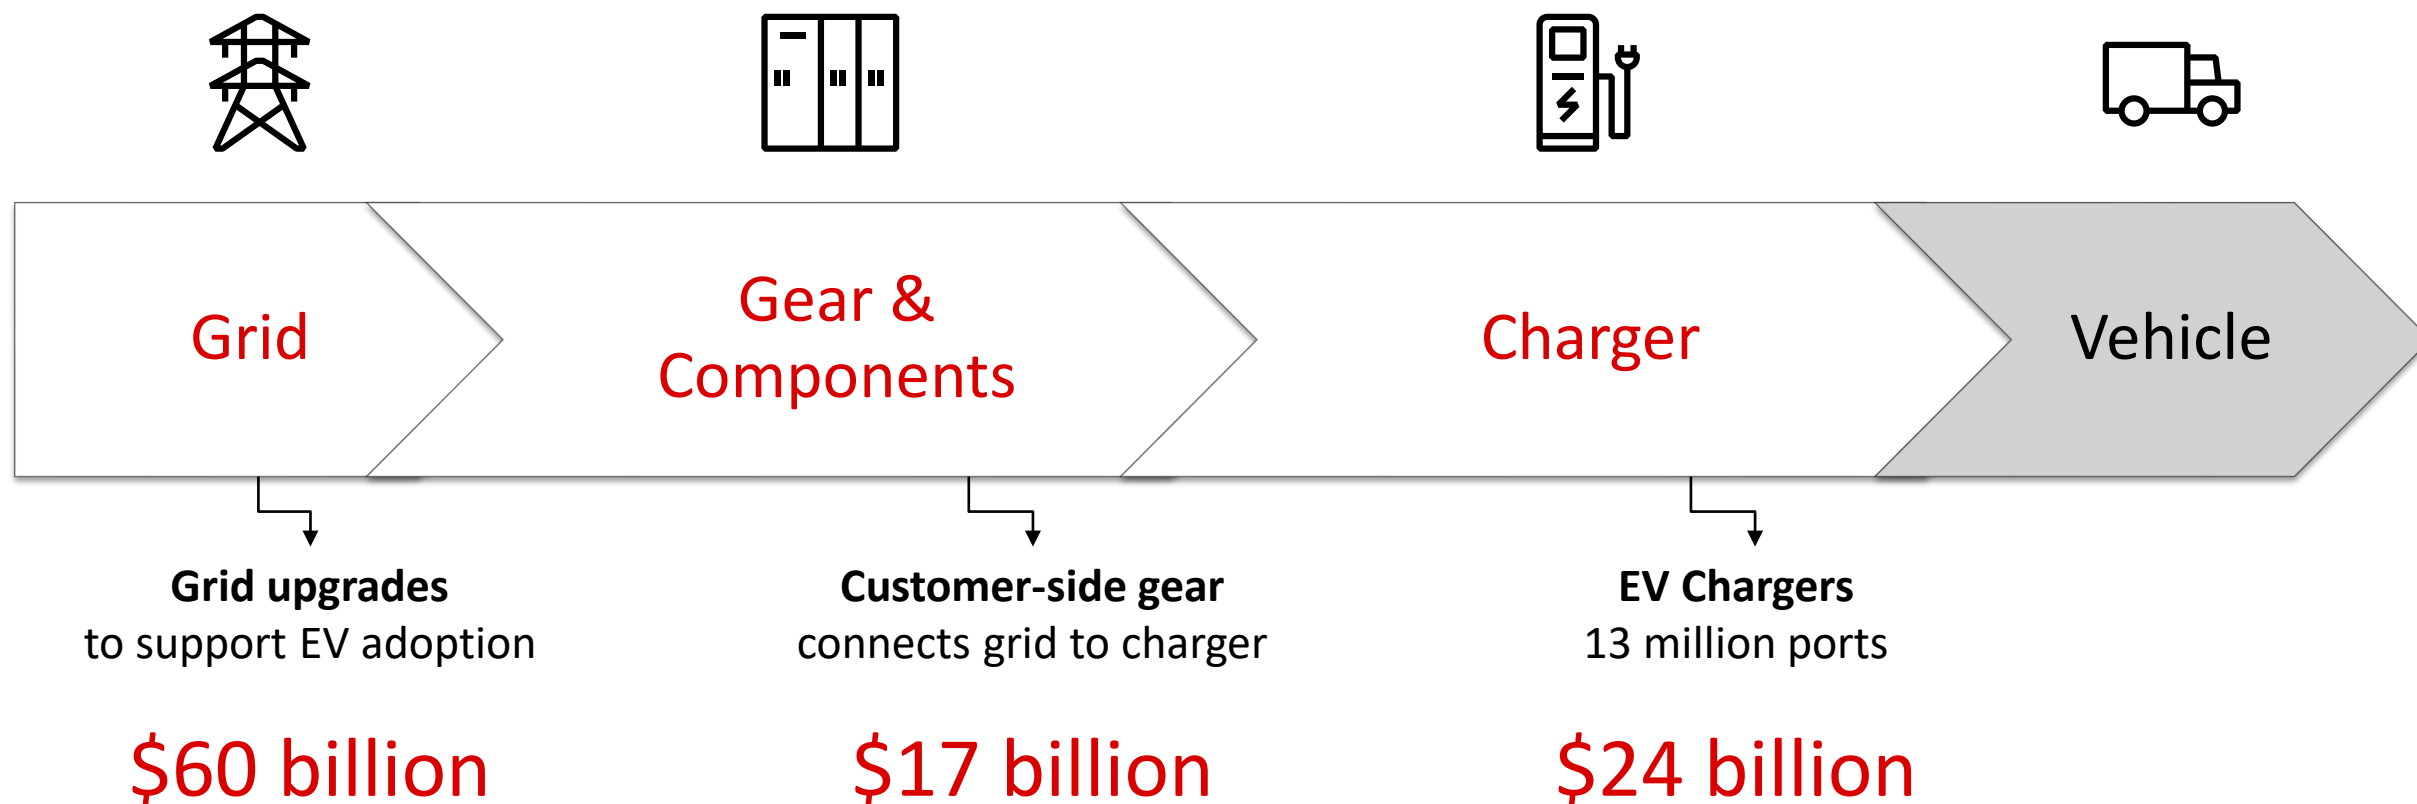 Grid
Gear &
Components
Charger
Vehicle
Grid upgrades
to support EV adoption
Customer-side gear
connects grid to charger
EV Chargers
13 million ports
$60 billion
$17 billion
$24 billion